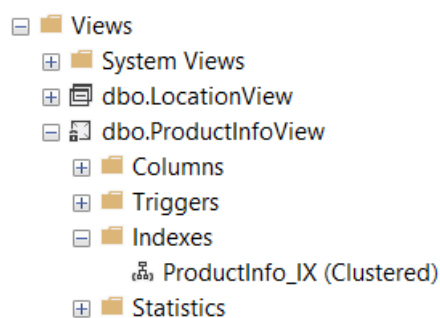 Views
System Views
dbo.LocationView
dbo.ProductInfoView
Columns
Triggers
Indexes
ProductInfo_IX (Clustered)
Statistics